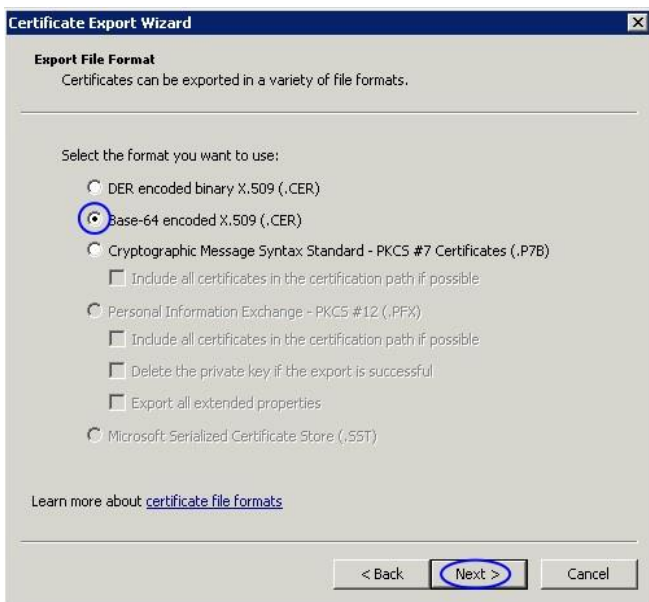 Certificate Export Wizard
Export File Format
Certificates can be exported in a variety of file formats.
Select the format you want to use:
DER encoded binary X.509 (.CER)
Base-64 encoded X.509 (.CER)
Cryptographic Message Syntax Standard - PKCS #7 Certificates (.P7B)
Include all certificates in the certification path if possible
Personal Information Exchange - PKCS #12 (.PFX)
Include all certificates in the certification path if possible
Delete the private key if the export is successful
Export all extended properties
Microsoft Serialized Certificate Store (.SST)
Learn more about certificate file formats
< Back Next > Cancel